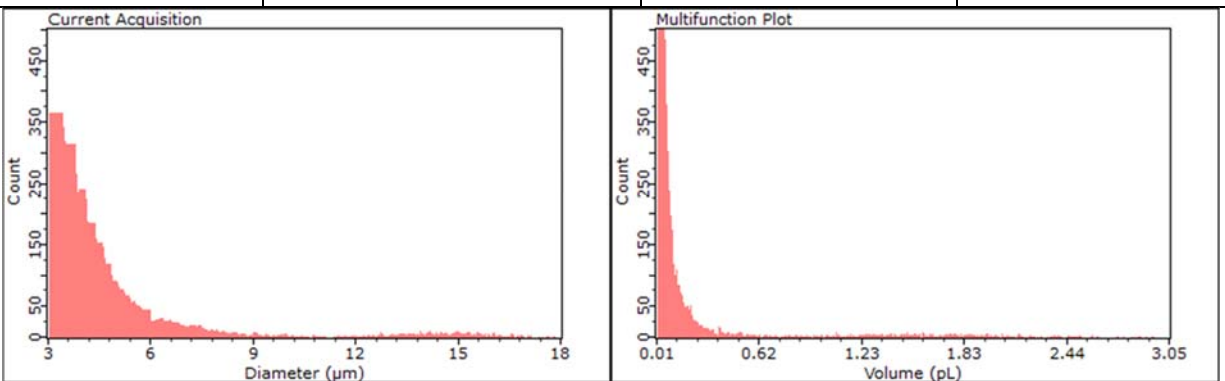 Current Acquisition
450
350
250
150
50
0
Count
3 6 9 12 15 18
Diameter (µm)
Multifunction Plot
450
350
250
150
50
0
Count
0.01 0.62 1.23 1.83 2.44 3.05
Volume (pL)